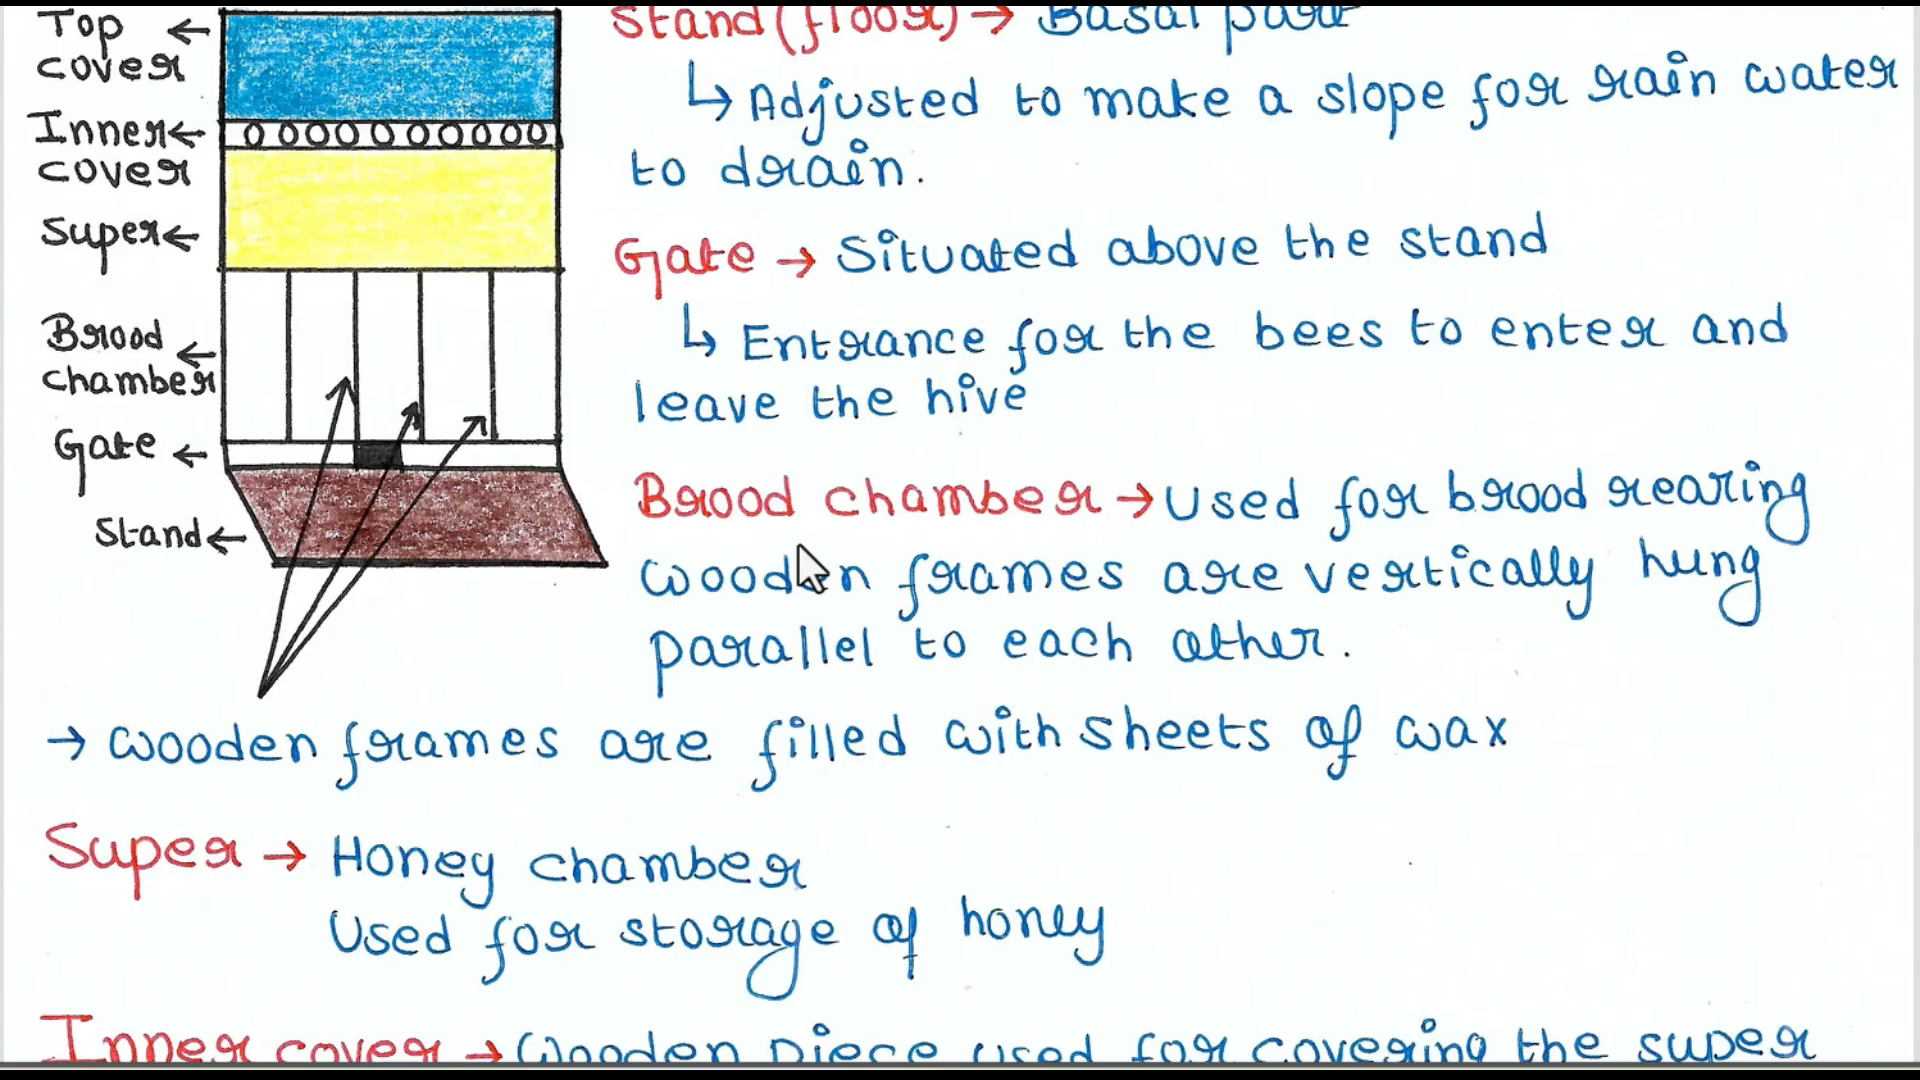 Top ←
cover
Inner ←
cover
Super ←
Brood ←
chamber
Gate ←
Stand ←
Stand (floor) → Basal part
↳ Adjusted to make a slope for rain water
to drain.
Gate → Situated above the stand
↳ Entrance for the bees to enter and
leave the hive
Brood chamber → Used for brood rearing
wooden frames are vertically hung
parallel to each other.
→ wooden frames are filled with sheets of wax
Super → Honey chamber
Used for storage of honey
Inner cover → Wooden piece used for covering the super